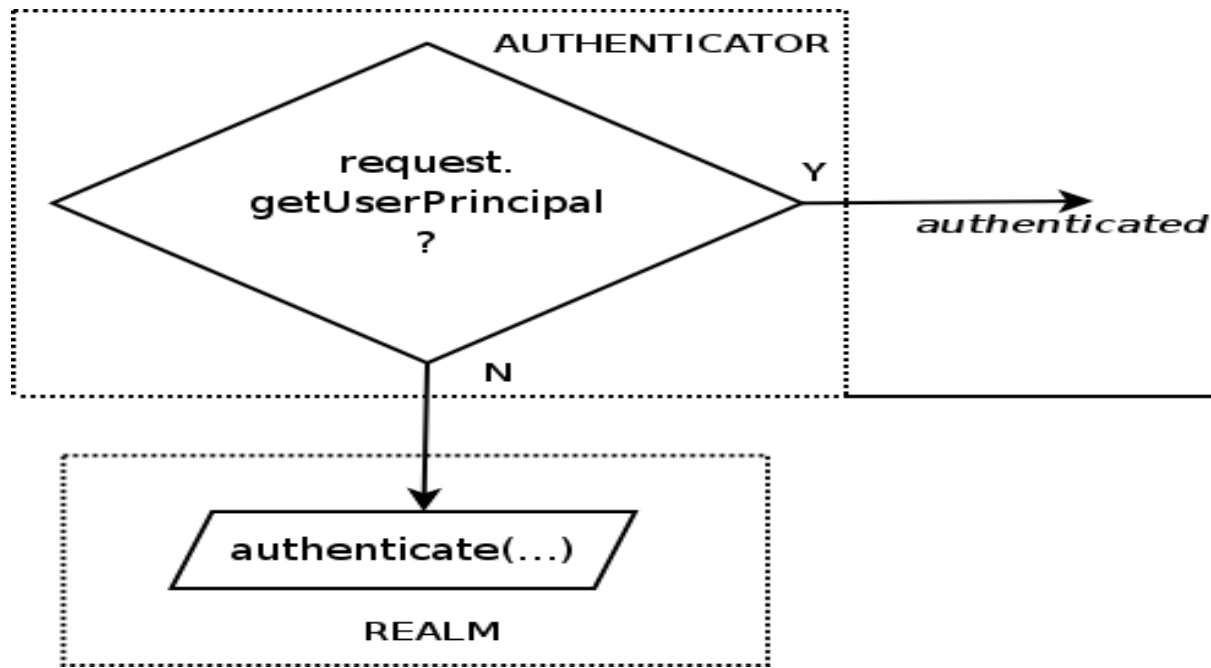 AUTHENTICATOR
request.
getUserPrincipal
?
Y
authenticated
N
authenticate(...)
REALM